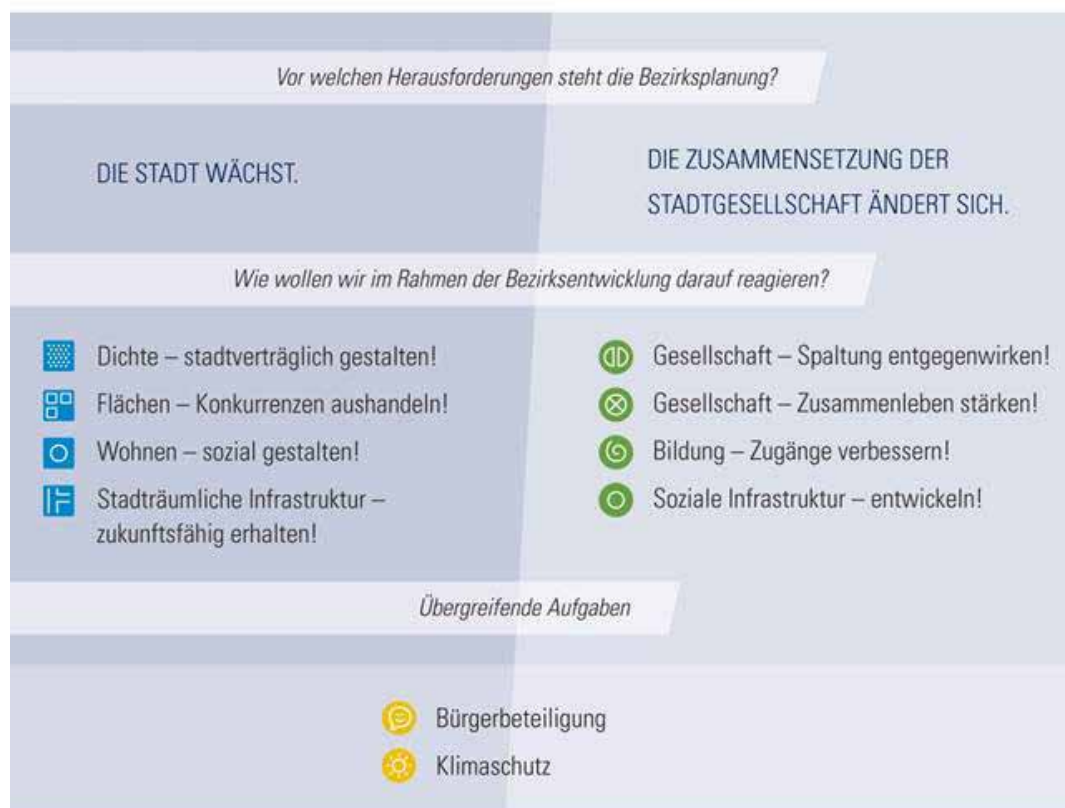 Vor welchen Herausforderungen steht die Bezirksplanung?
DIE STADT WÄCHST.
DIE ZUSAMMENSETZUNG DER
STADTGESELLSCHAFT ÄNDERT SICH.
Wie wollen wir im Rahmen der Bezirksentwicklung darauf reagieren?
Dichte – stadtverträglich gestalten!
Flächen – Konkurrenzen aushandeln!
Wohnen – sozial gestalten!
Stadträumliche Infrastruktur –
zukunftsfähig erhalten!
Gesellschaft – Spaltung entgegenwirken!
Gesellschaft – Zusammenleben stärken!
Bildung – Zugänge verbessern!
Soziale Infrastruktur – entwickeln!
Übergreifende Aufgaben
Bürgerbeteiligung
Klimaschutz